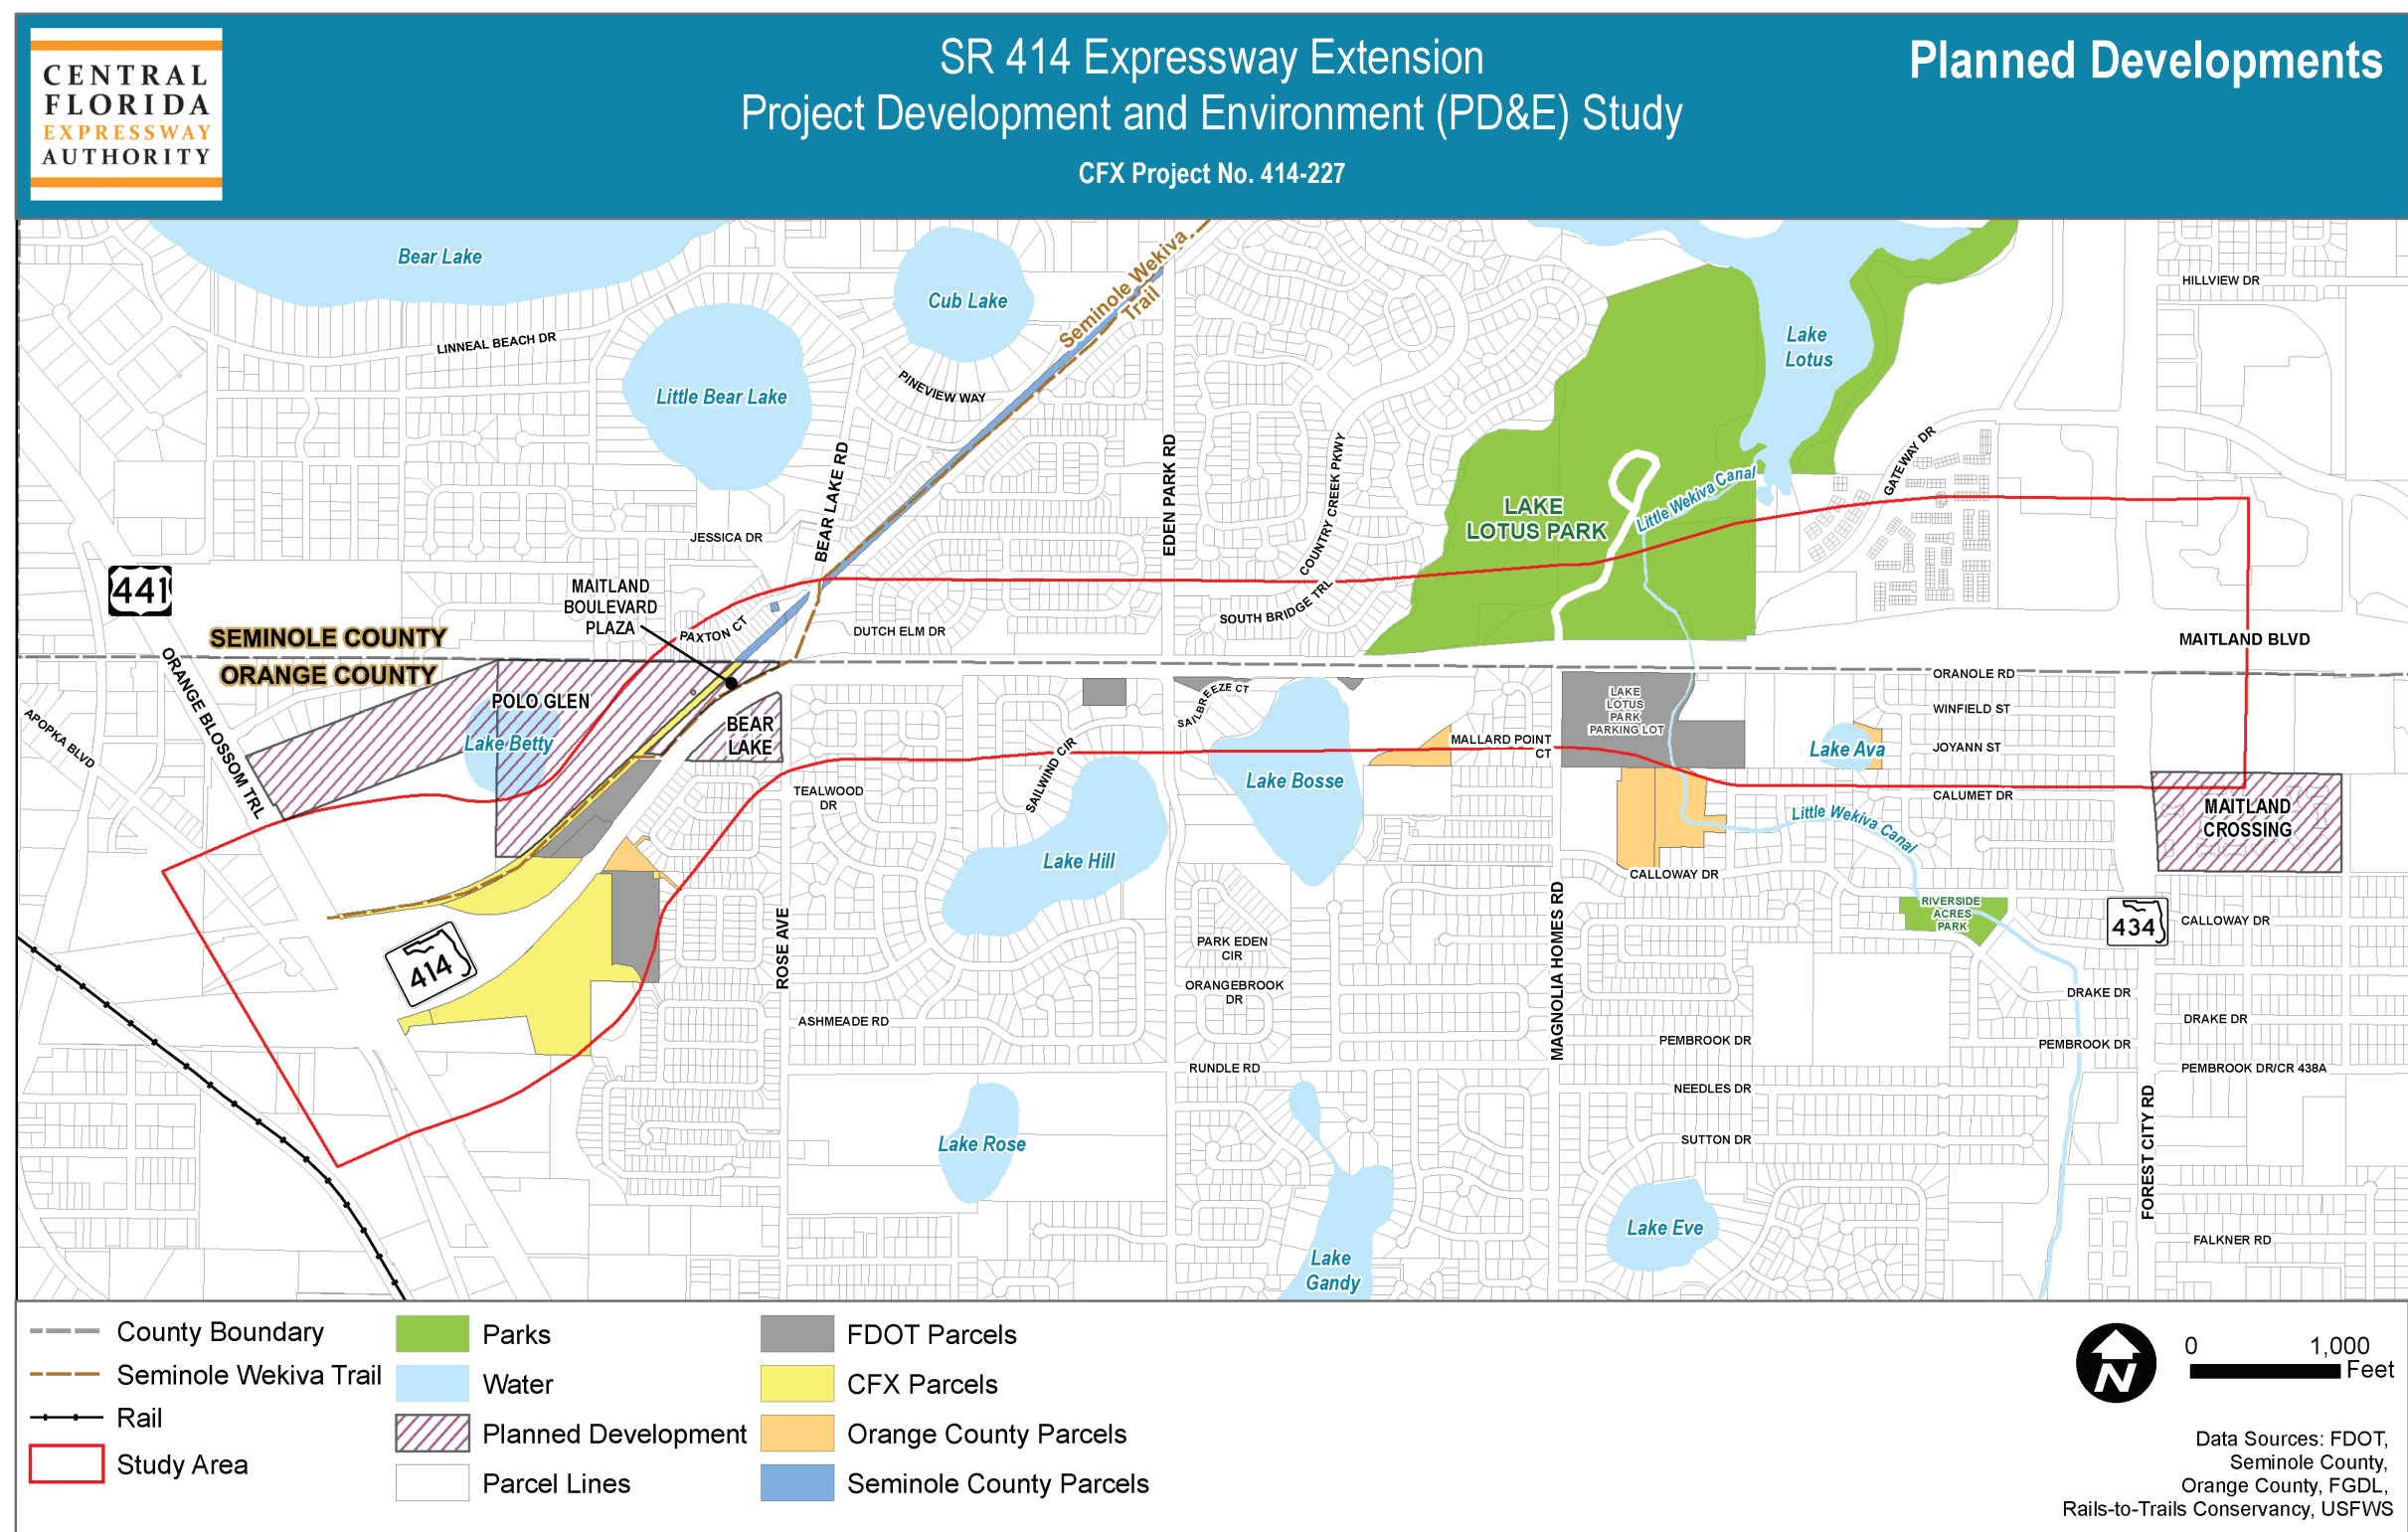 CENTRAL
FLORIDA
EXPRESSWAY
AUTHORITY
SR 414 Expressway Extension
Project Development and Environment (PD&E) Study
CFX Project No. 414-227
Planned Developments
Bear Lake
Cub Lake
Seminole Wekiva
Trail
HILLVIEW DR
LINNEAL BEACH DR
Little Bear Lake
PINEVIEW WAY
Lake
Lotus
BEAR LAKE RD
EDEN PARK RD
COUNTRY CREEK PKWY
GATEWAY DR
LAKE
LOTUS PARK
Little Wekiva Canal
JESSICA DR
441
MAITLAND
BOULEVARD
PLAZA
PAXTON CT
DUTCH ELM DR
SOUTH BRIDGE TRL
SEMINOLE COUNTY
ORANGE COUNTY
MAITLAND BLVD
ORANGE BLOSSOM TRL
APOPKA BLVD
POLO GLEN
Lake Betty
BEAR
LAKE
SAILBREEZE CT
LAKE
LOTUS
PARK
PARKING LOT
ORANOLE RD
WINFIELD ST
JOYANN ST
CALUMET DR
Lake Ava
MALLARD POINT
CT
SAILWIND CIR
Lake Bosse
TEALWOOD
DR
Lake Hill
Little Wekiva Canal
MAITLAND
CROSSING
CALLOWAY DR
RIVERSIDE
ACRES
PARK
434
CALLOWAY DR
414
ROSE AVE
PARK EDEN
CIR
ORANGEBROOK
DR
MAGNOLIA HOMES RD
ASHMEADE RD
DRAKE DR
DRAKE DR
PEMBROOK DR
PEMBROOK DR
PEMBROOK DR/CR 438A
RUNDLE RD
NEEDLES DR
SUTTON DR
FOREST CITY RD
Lake Rose
Lake
Gandy
Lake Eve
FALKNER RD
County Boundary
Seminole Wekiva Trail
Rail
Study Area
Parks
Water
Planned Development
Parcel Lines
FDOT Parcels
CFX Parcels
Orange County Parcels
Seminole County Parcels
N
0 1,000
Feet
Data Sources: FDOT,
Seminole County,
Orange County, FGDL,
Rails-to-Trails Conservancy, USFWS